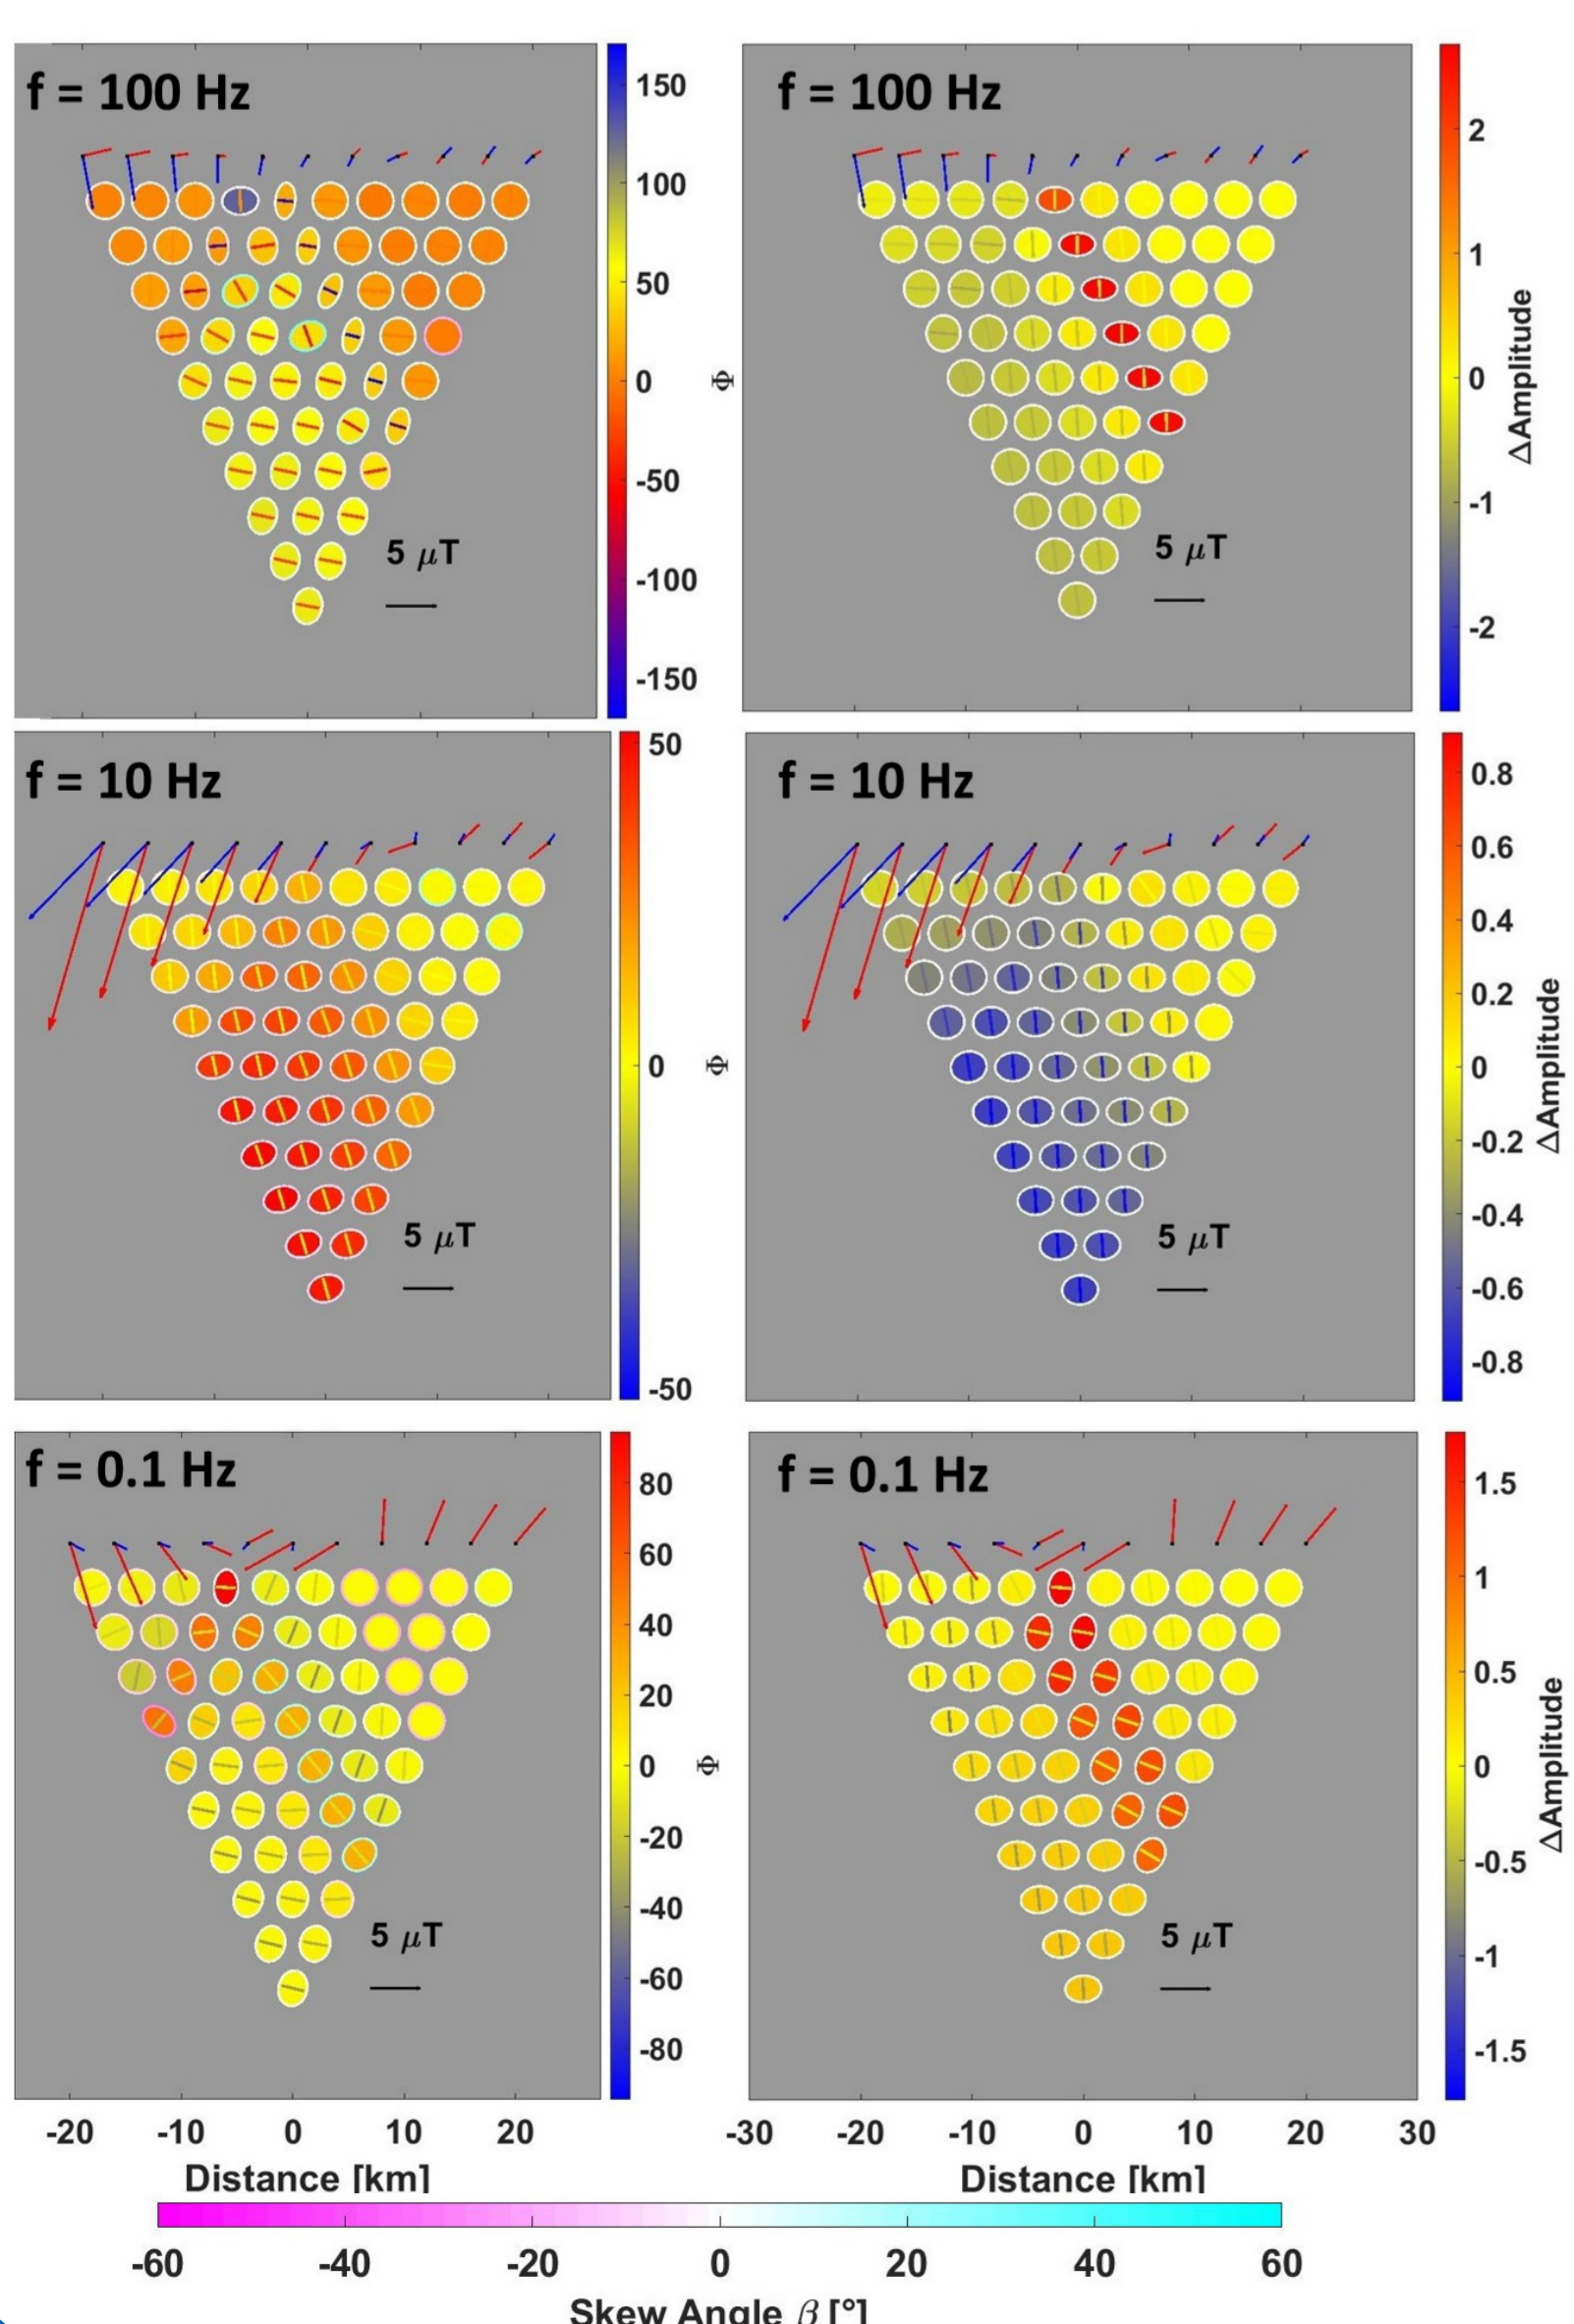 f = 100 Hz
5 μT
150
100
50
0
-50
-100
-150
Φ
f = 100 Hz
5 μT
2
1
0
-1
-2
ΔAmplitude
f = 10 Hz
5 μT
50
0
-50
Φ
f = 10 Hz
5 μT
0.8
0.6
0.4
0.2
0
-0.2
-0.4
-0.6
-0.8
ΔAmplitude
f = 0.1 Hz
5 μT
80
60
40
20
0
-20
-40
-60
-80
Φ
-20 -10 0 10 20
Distance [km]
f = 0.1 Hz
5 μT
1.5
1
0.5
0
-0.5
-1
-1.5
ΔAmplitude
-30 -20 -10 0 10 20 30
Distance [km]
-60 -40 -20 0 20 40 60
Skew Angle β [°]